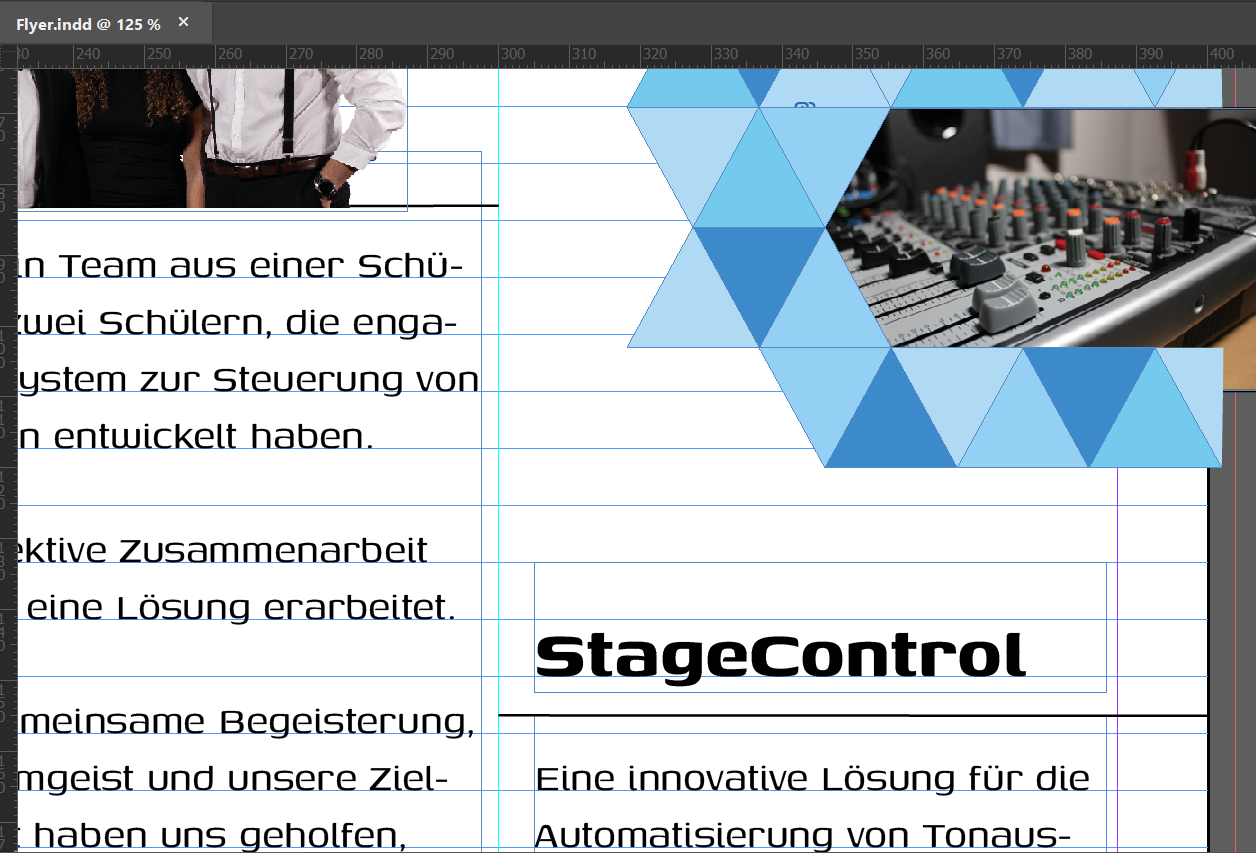 Flyer.indd @ 125 %
240 250 260 270 280 290 300 310 320 330 340 350 360 370 380 390 400
in Team aus einer Schü-
zwei Schülern, die enga-
ystem zur Steuerung von
n entwickelt haben.
ektive Zusammenarbeit
eine Lösung erarbeitet.
meinsame Begeisterung,
mgeist und unsere Ziel-
haben uns geholfen,
StageControl
Eine innovative Lösung für die
Automatisierung von Tonaus-